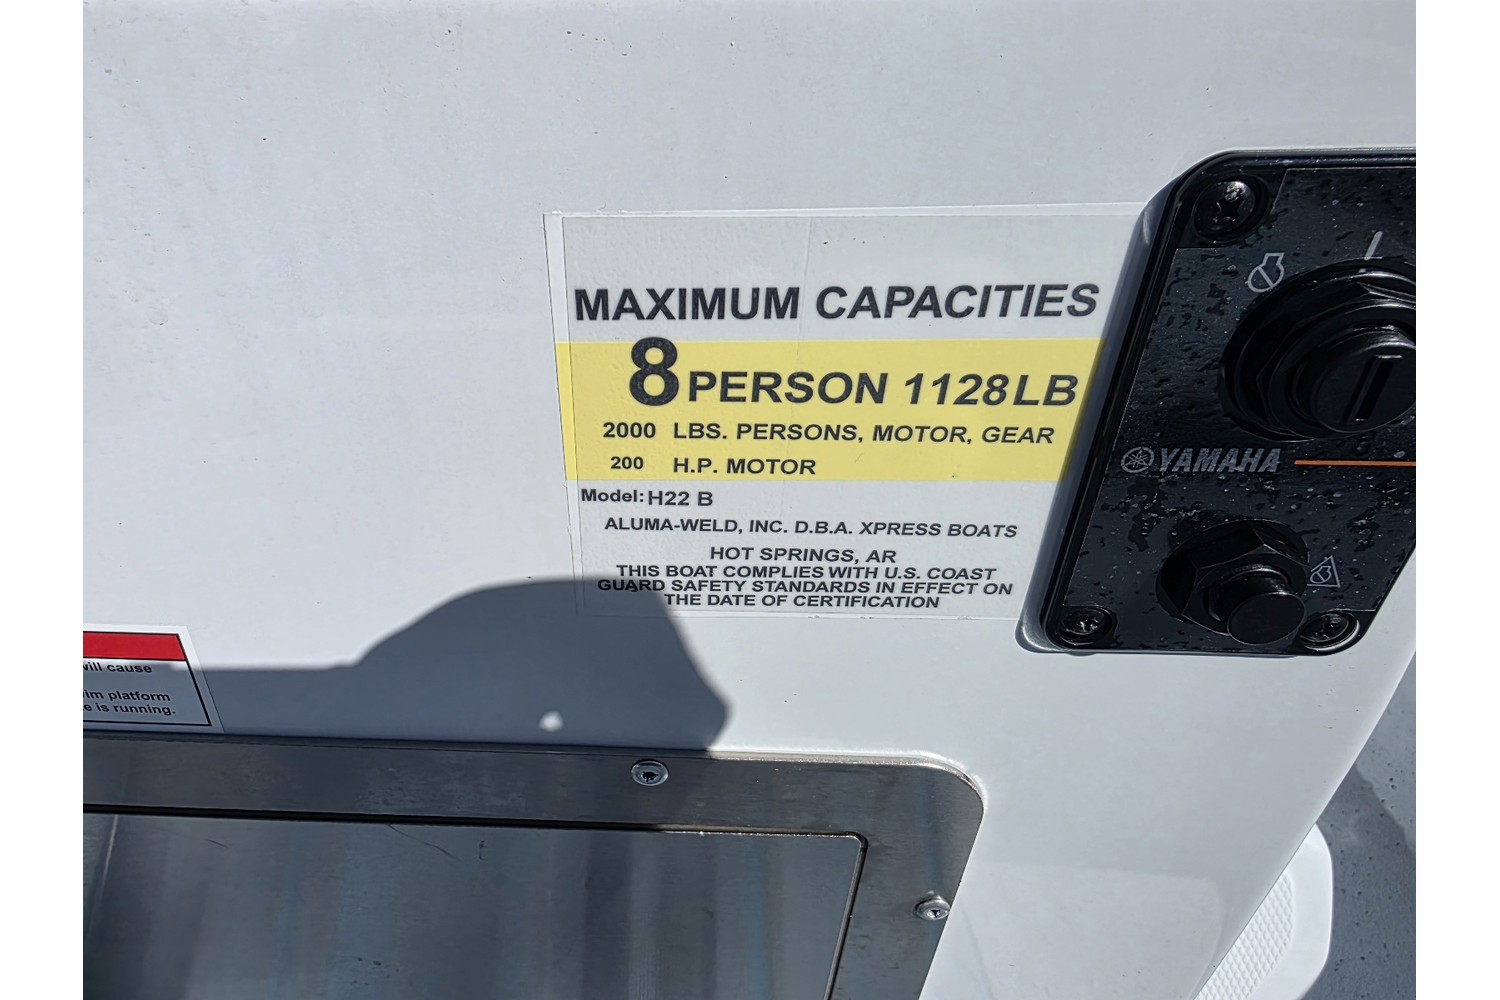 MAXIMUM CAPACITIES
8 PERSON 1128 LB
2000 LBS. PERSONS, MOTOR, GEAR
200 H.P. MOTOR
Model: H22 B
ALUMA-WELD, INC. D.B.A. XPRESS BOATS
HOT SPRINGS, AR
THIS BOAT COMPLIES WITH U.S. COAST
GUARD SAFETY STANDARDS IN EFFECT ON
THE DATE OF CERTIFICATION
YAMAHA
will cause
platform
is running.